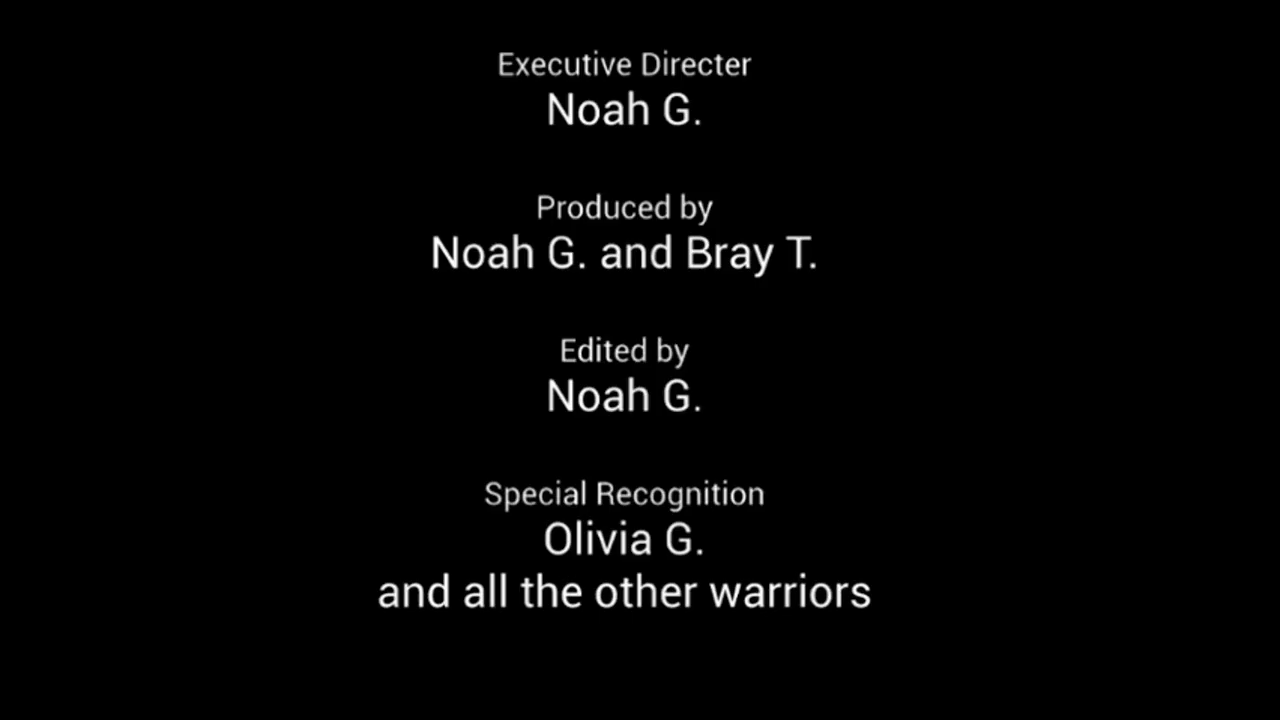 Executive Directer
Noah G.
Produced by
Noah G. and Bray T.
Edited by
Noah G.
Special Recognition
Olivia G.
and all the other warriors